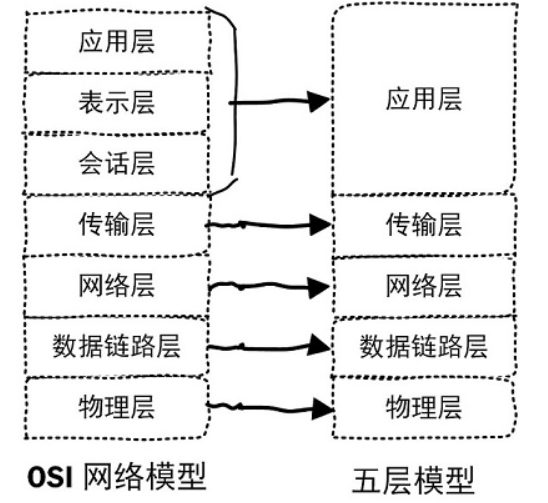 应用层
表示层
会话层
传输层
网络层
数据链路层
物理层
OSI 网络模型
应用层
传输层
网络层
数据链路层
物理层
五层模型